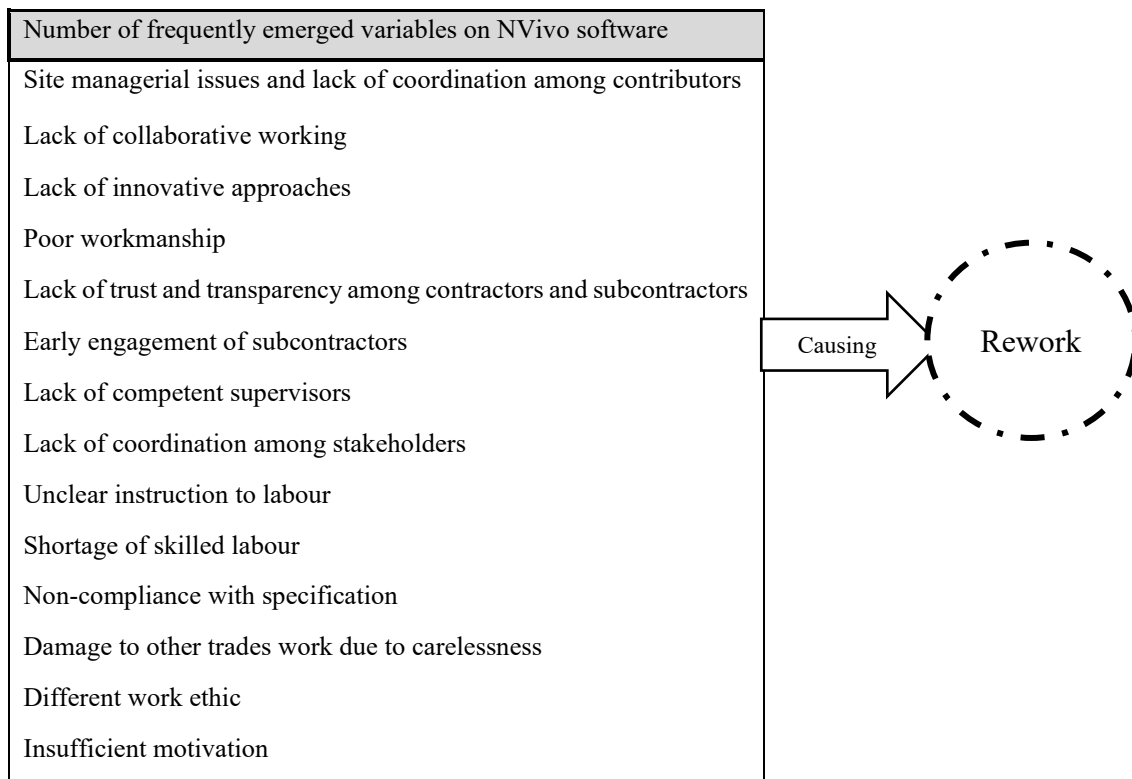 Number of frequently emerged variables on NVivo software
Site managerial issues and lack of coordination among contributors
Lack of collaborative working
Lack of innovative approaches
Poor workmanship
Lack of trust and transparency among contractors and subcontractors
Early engagement of subcontractors
Lack of competent supervisors
Lack of coordination among stakeholders
Unclear instruction to labour
Shortage of skilled labour
Non-compliance with specification
Damage to other trades work due to carelessness
Different work ethic
Insufficient motivation
Causing
Rework